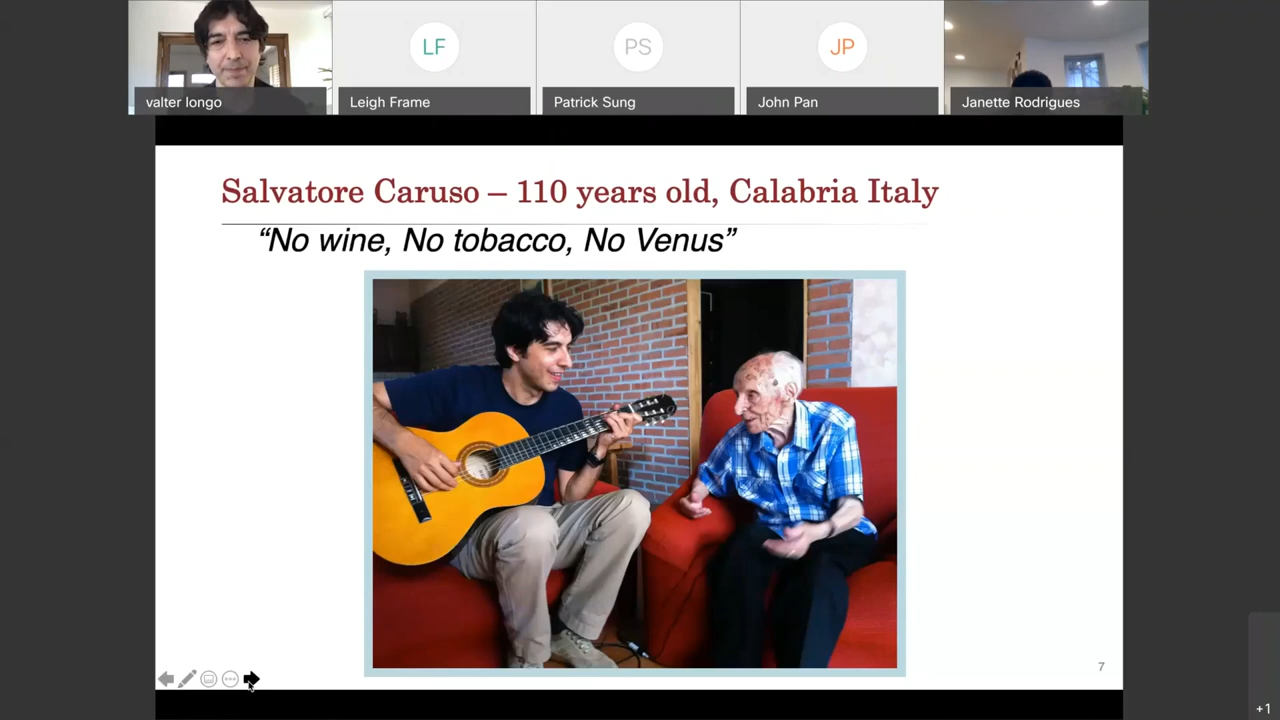 LF
PS
JP
valter longo
Leigh Frame
Patrick Sung
John Pan
Janette Rodrigues
Salvatore Caruso – 110 years old, Calabria Italy
“No wine, No tobacco, No Venus”
7
+1